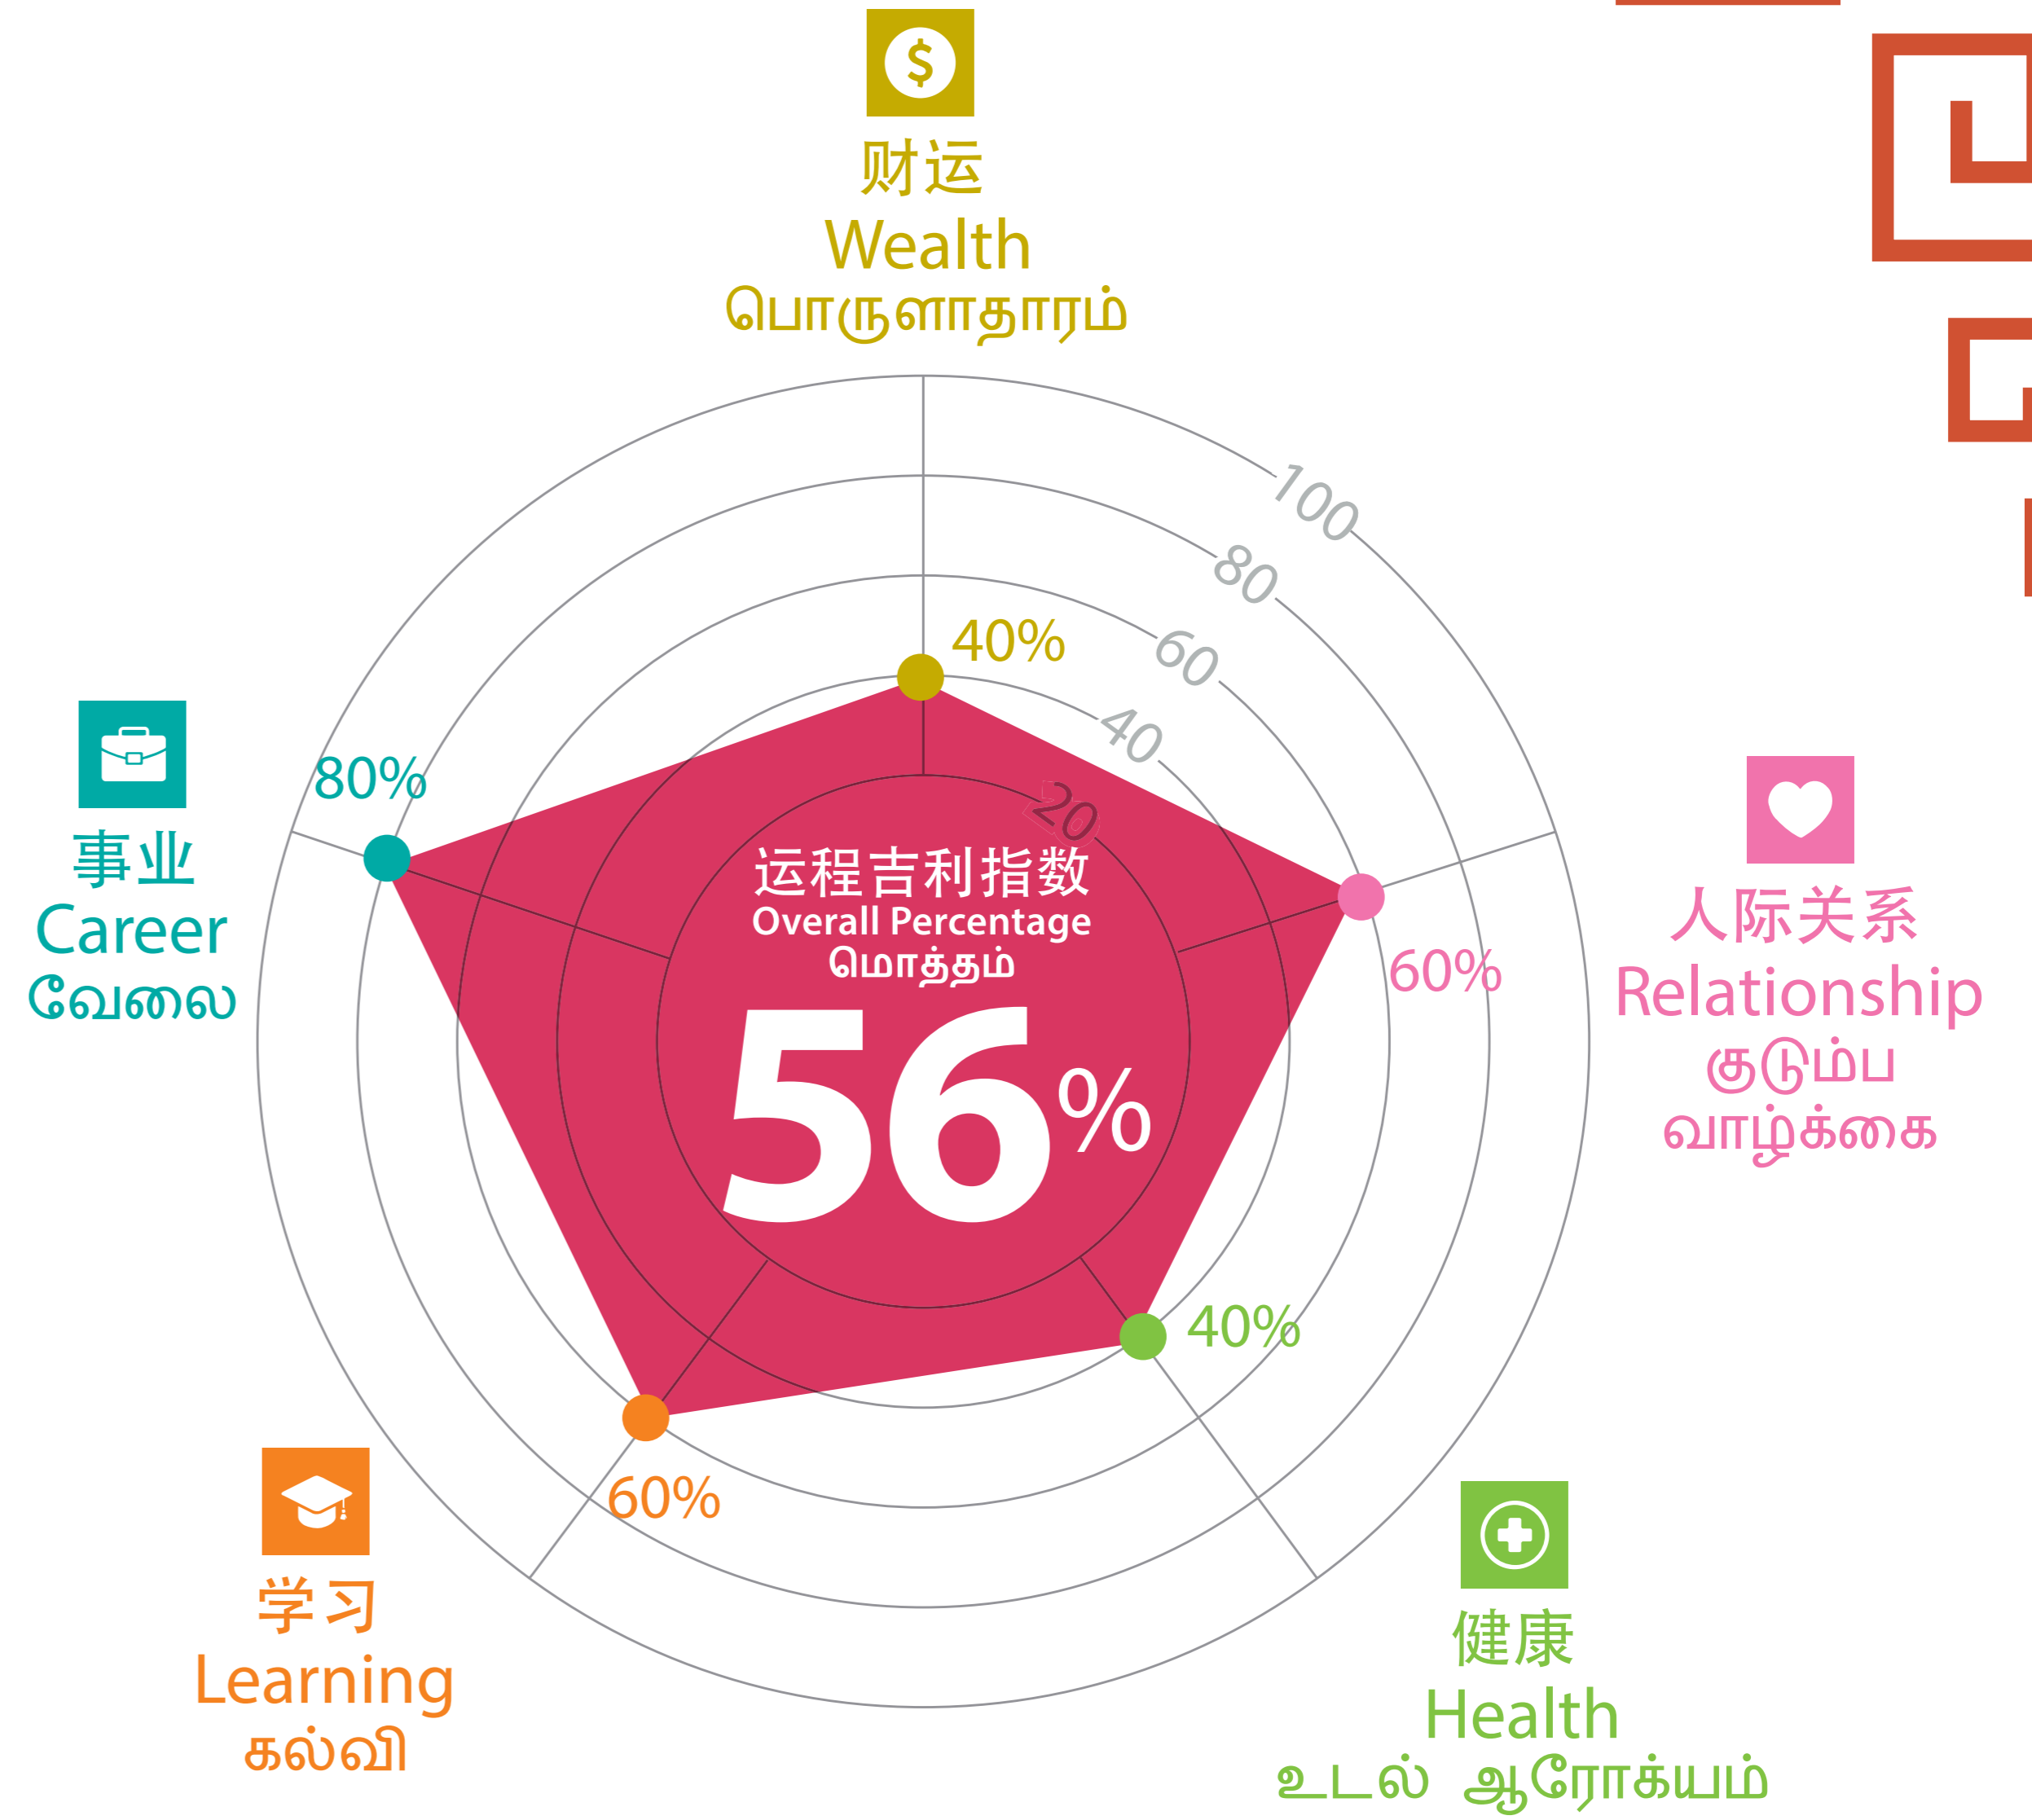 财运
Wealth
பொருளாதாரம்
100
80
60
40
20
40%
80%
事业
Career
வேலை
运程吉利指数
Overall Percentage
மொத்தம்
56%
人际关系
Relationship
குடும்ப
வாழ்க்கை
60%
40%
60%
学习
Learning
கல்வி
健康
Health
உடல் ஆரோக்யம்